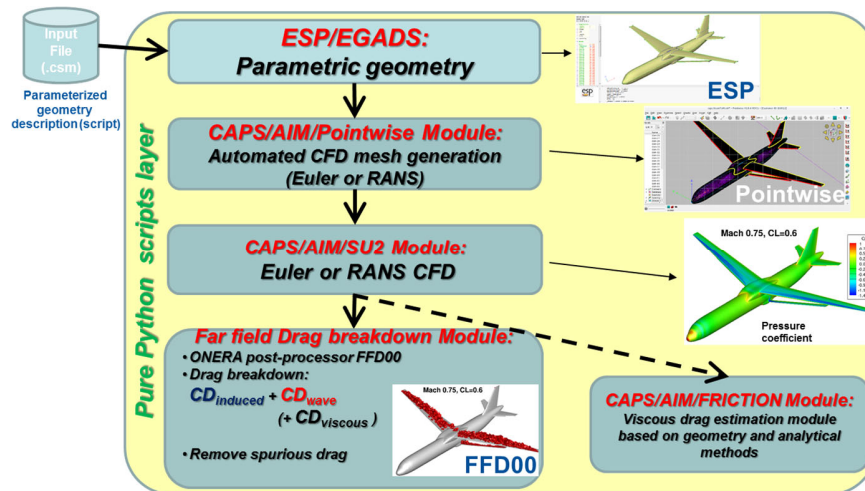 Input
File
(.csm)
Parameterized
geometry
description(script)
Pure Python scripts layer
ESP/EGADS:
Parametric geometry
ESP
CAPS/AIM/Pointwise Module:
Automated CFD mesh generation
(Euler or RANS)
Pointwise
CAPS/AIM/SU2 Module:
Euler or RANS CFD
Mach 0.75, CL=0.6
Pressure
coefficient
Far field Drag breakdown Module:
•ONERA post-processor FFD00
•Drag breakdown:
CDinduced + CDwave
(+ CDviscous )
•Remove spurious drag
Mach 0.75, CL=0.6
FFD00
CAPS/AIM/FRICTION Module:
Viscous drag estimation module
based on geometry and analytical
methods